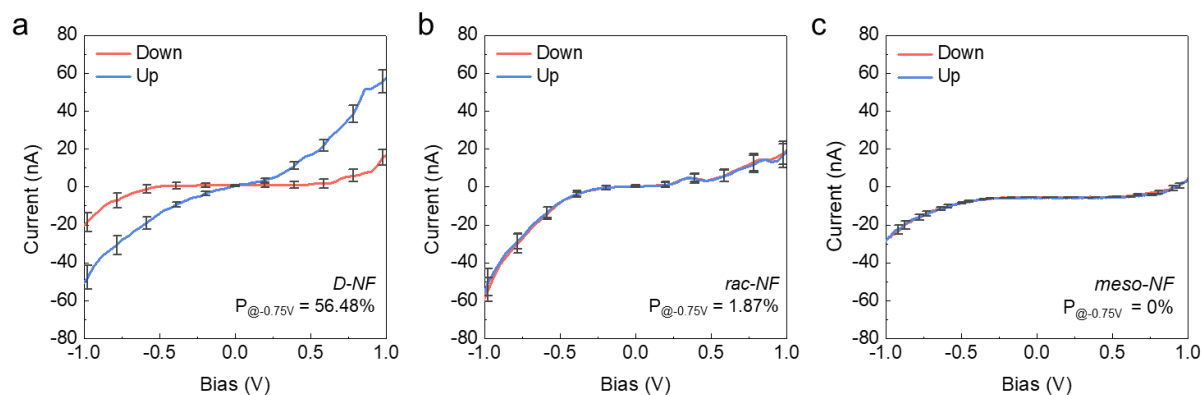 a
80
60
40
20
0
-20
-40
-60
-80
Current (nA)
Down
Up
D-NF
P@-0.75V = 56.48%
-1.0 -0.5 0.0 0.5 1.0
Bias (V)
b
80
60
40
20
0
-20
-40
-60
-80
Current (nA)
Down
Up
rac-NF
P@-0.75V = 1.87%
-1.0 -0.5 0.0 0.5 1.0
Bias (V)
c
80
60
40
20
0
-20
-40
-60
-80
Current (nA)
Down
Up
meso-NF
P@-0.75V = 0%
-1.0 -0.5 0.0 0.5 1.0
Bias (V)